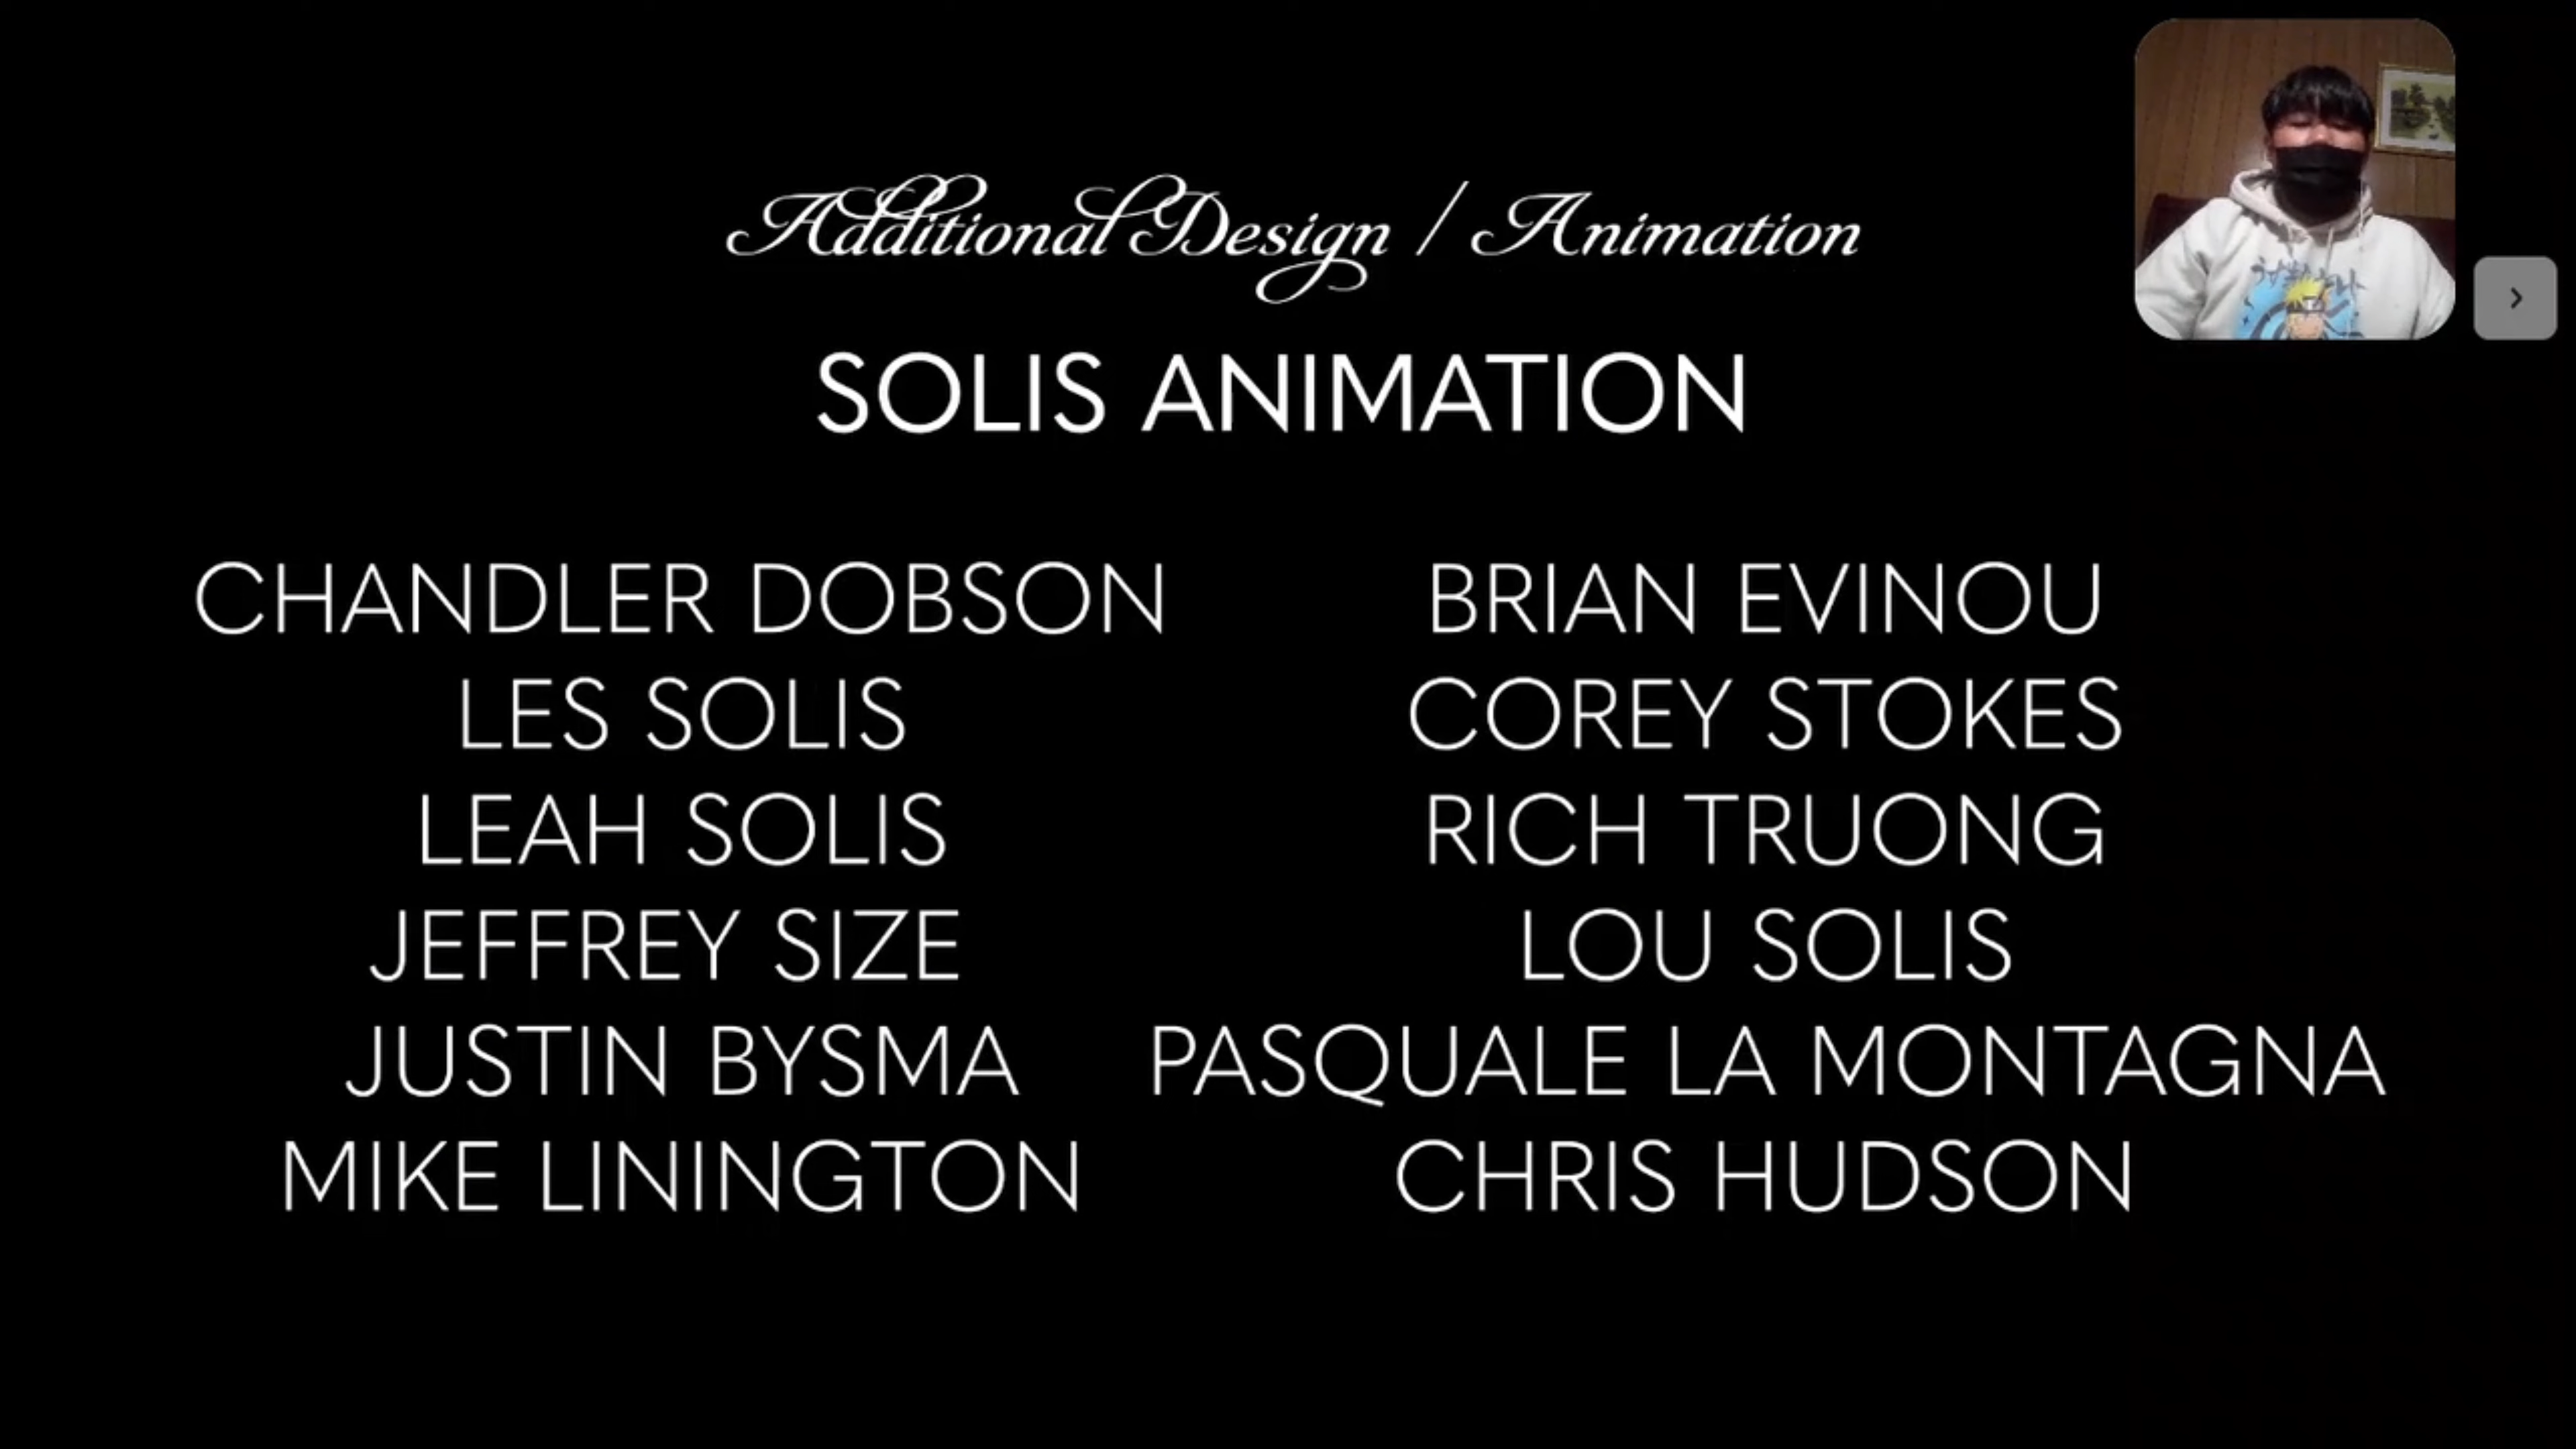 Additional Design / Animation
SOLIS ANIMATION
CHANDLER DOBSON
LES SOLIS
LEAH SOLIS
JEFFREY SIZE
JUSTIN BYSMA
MIKE LININGTON
BRIAN EVINOU
COREY STOKES
RICH TRUONG
LOU SOLIS
PASQUALE LA MONTAGNA
CHRIS HUDSON